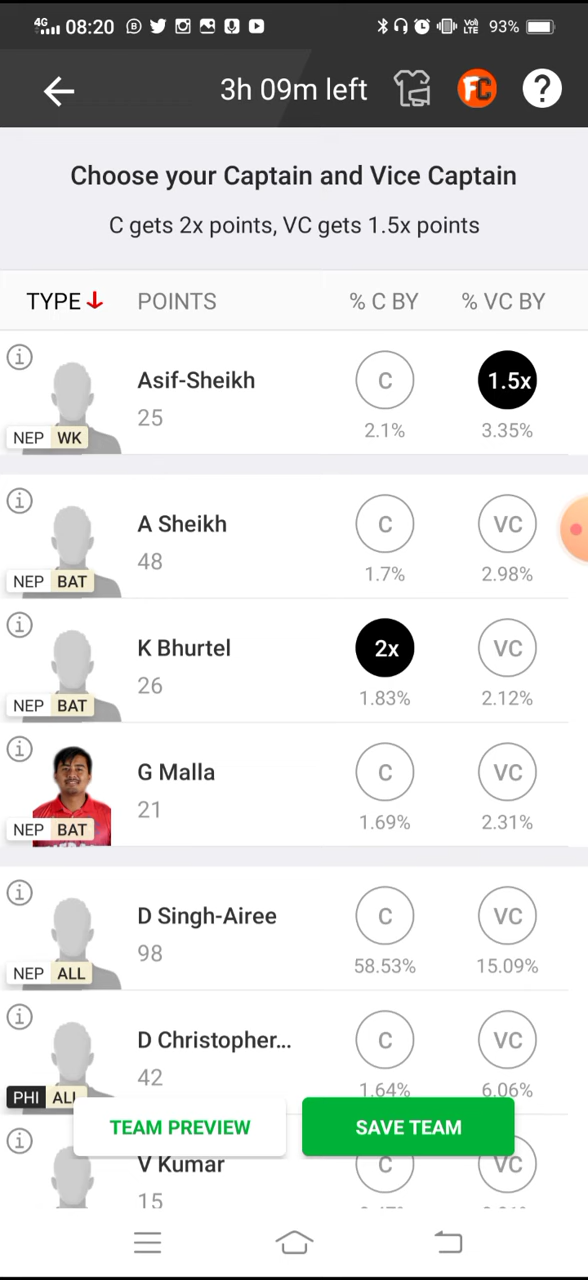 4G 08:20 93%
VoI LTE
3h 09m left FC ?
Choose your Captain and Vice Captain
C gets 2x points, VC gets 1.5x points
TYPE POINTS % C BY % VC BY
Asif-Sheikh C 1.5x
25
NEP WK 2.1% 3.35%
A Sheikh C VC
48
NEP BAT 1.7% 2.98%
K Bhurtel 2x VC
26
NEP BAT 1.83% 2.12%
G Malla C VC
21
NEP BAT 1.69% 2.31%
D Singh-Airee C VC
98
NEP ALL 58.53% 15.09%
D Christopher... C VC
42
PHI ALL 1.64% 6.06%
TEAM PREVIEW SAVE TEAM
V Kumar C VC
15